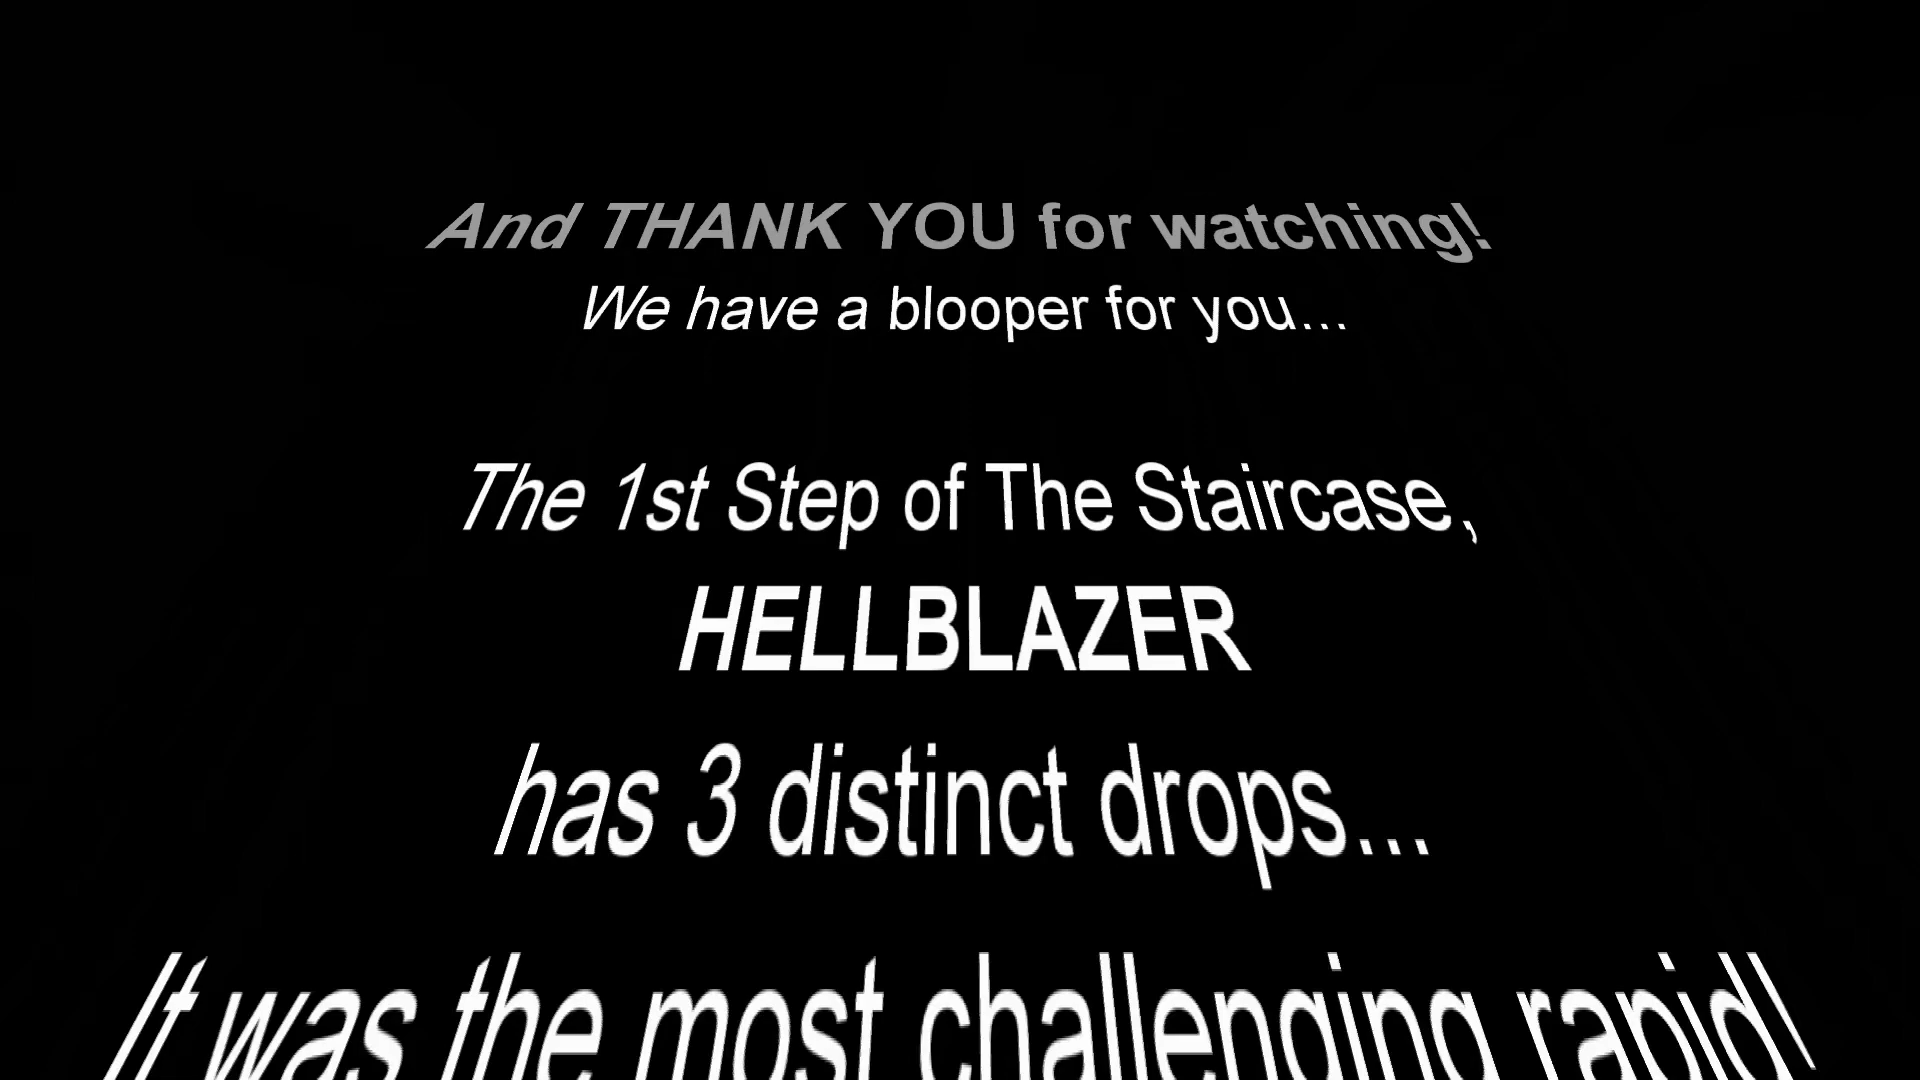 And THANK YOU for watching!
We have a blooper for you...
The 1st Step of The Staircase,
HELLBLAZER
has 3 distinct drops...
It was the most challenging rapid!